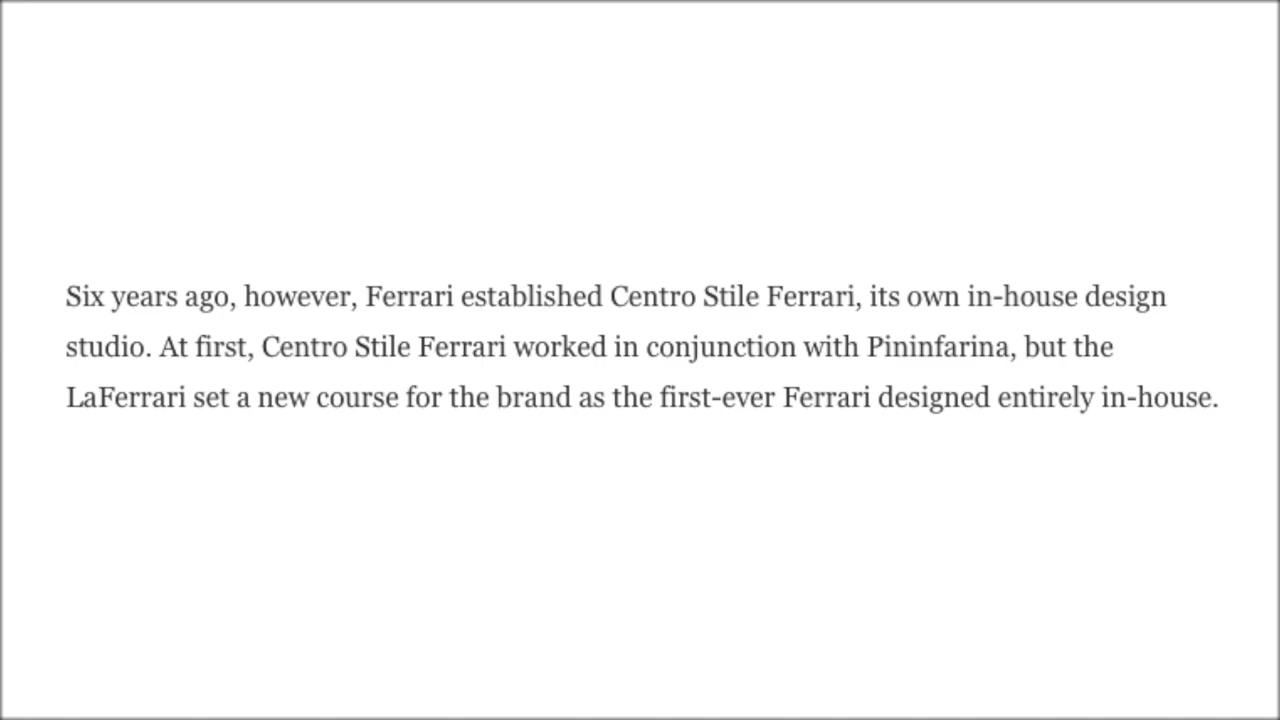 Six years ago, however, Ferrari established Centro Stile Ferrari, its own in-house design
studio. At first, Centro Stile Ferrari worked in conjunction with Pininfarina, but the
LaFerrari set a new course for the brand as the first-ever Ferrari designed entirely in-house.